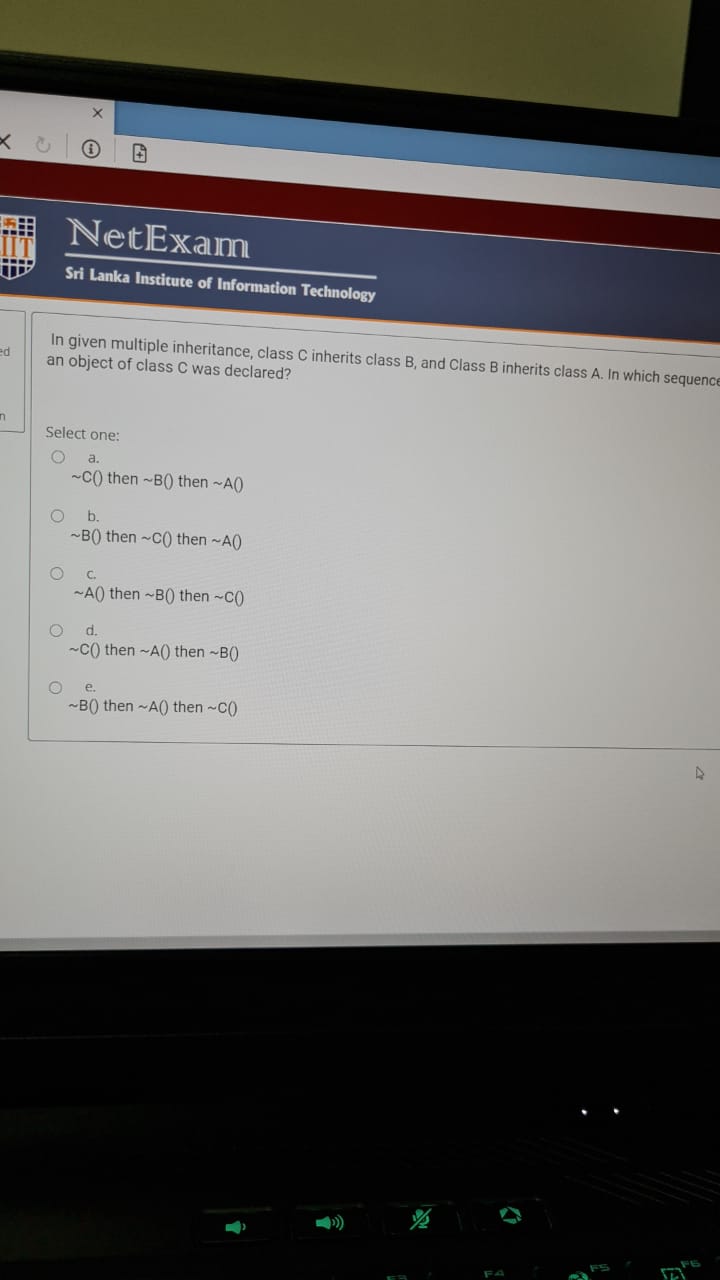 NetExam
Sri Lanka Institute of Information Technology
In given multiple inheritance, class C inherits class B, and Class B inherits class A. In which sequence
an object of class C was declared?
Select one:
a.
~C() then ~B() then ~A()
b.
~B() then ~C() then ~A()
c.
~A() then ~B() then ~C()
d.
~C() then ~A() then ~B()
e.
~B() then ~A() then ~C()
F4
F5
F6